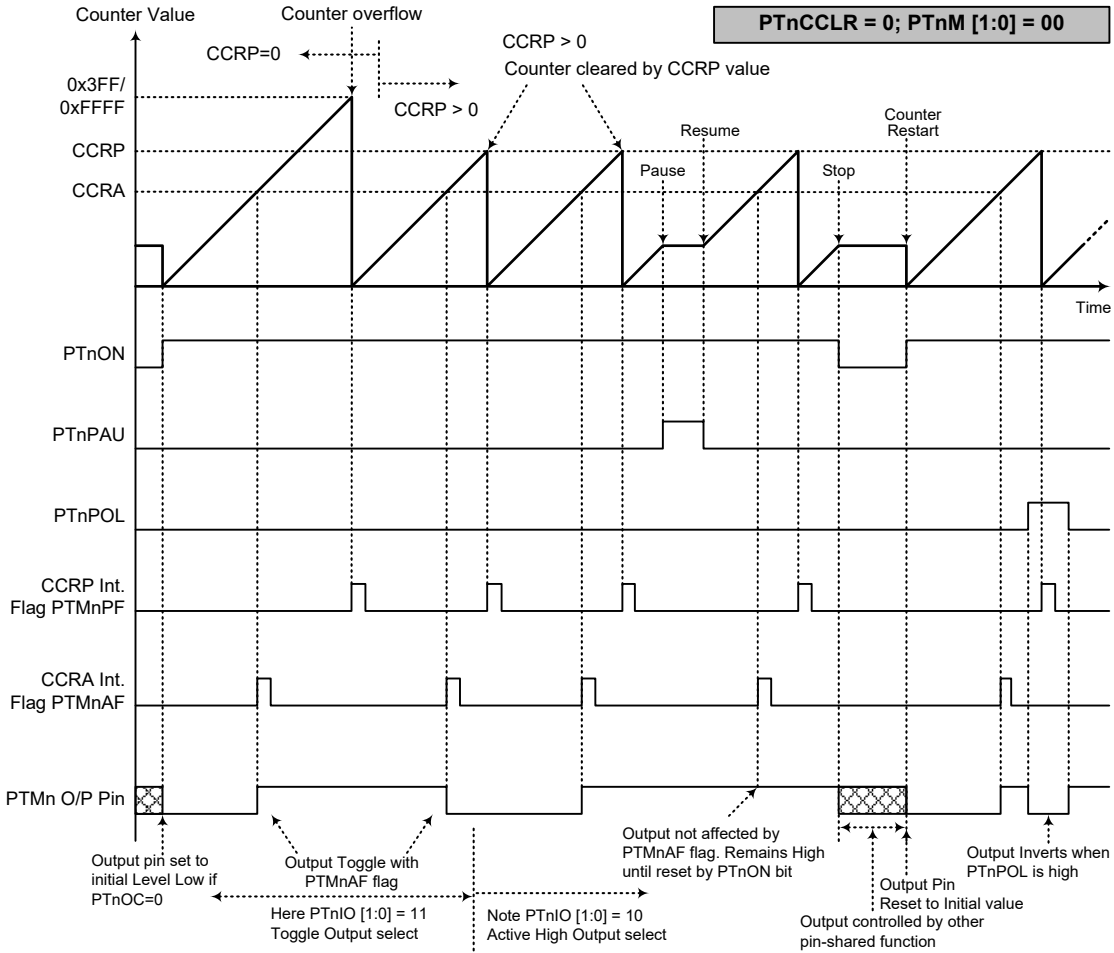 Counter Value
Counter overflow
PTnCCLR = 0; PTnM [1:0] = 00
CCRP=0
CCRP > 0
CCRP > 0
Counter cleared by CCRP value
0x3FF/
0xFFFF
CCRP
CCRA
Pause
Resume
Stop
Counter
Restart
Time
PTnON
PTnPAU
PTnPOL
CCRP Int.
Flag PTMnPF
CCRA Int.
Flag PTMnAF
PTMn O/P Pin
Output pin set to
initial Level Low if
PTnOC=0
Output Toggle with
PTMnAF flag
Here PTnIO [1:0] = 11
Toggle Output select
Note PTnIO [1:0] = 10
Active High Output select
Output not affected by
PTMnAF flag. Remains High
until reset by PTnON bit
Output Pin
Reset to Initial value
Output controlled by other
pin-shared function
Output Inverts when
PTnPOL is high